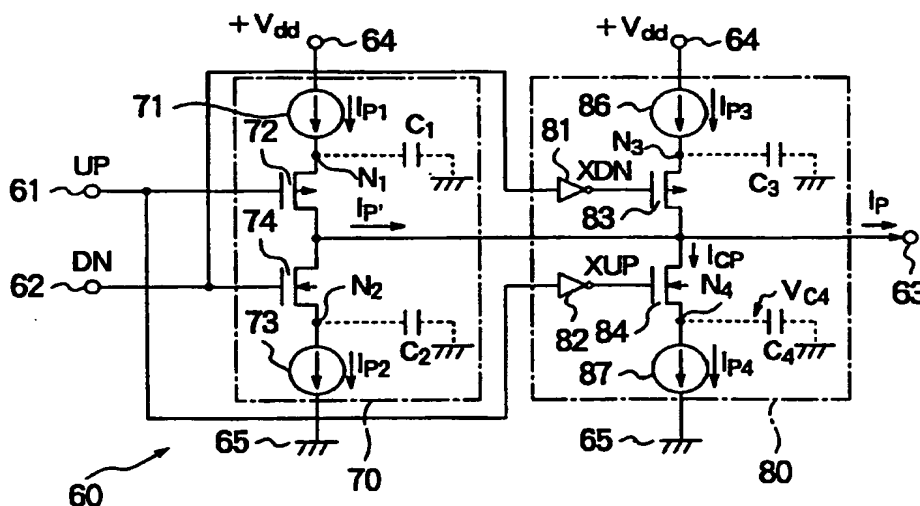 +Vdd 64
+Vdd 64
71 IP1
86 IP3
72 C1
81 N3
UP N1 XDN C3
61 IP' 83 IP
74
DN XUP ICP
62 N2 N4 VC4 63
73 C2 82 84 C4
IP2 87 IP4
65 65
60 70 80